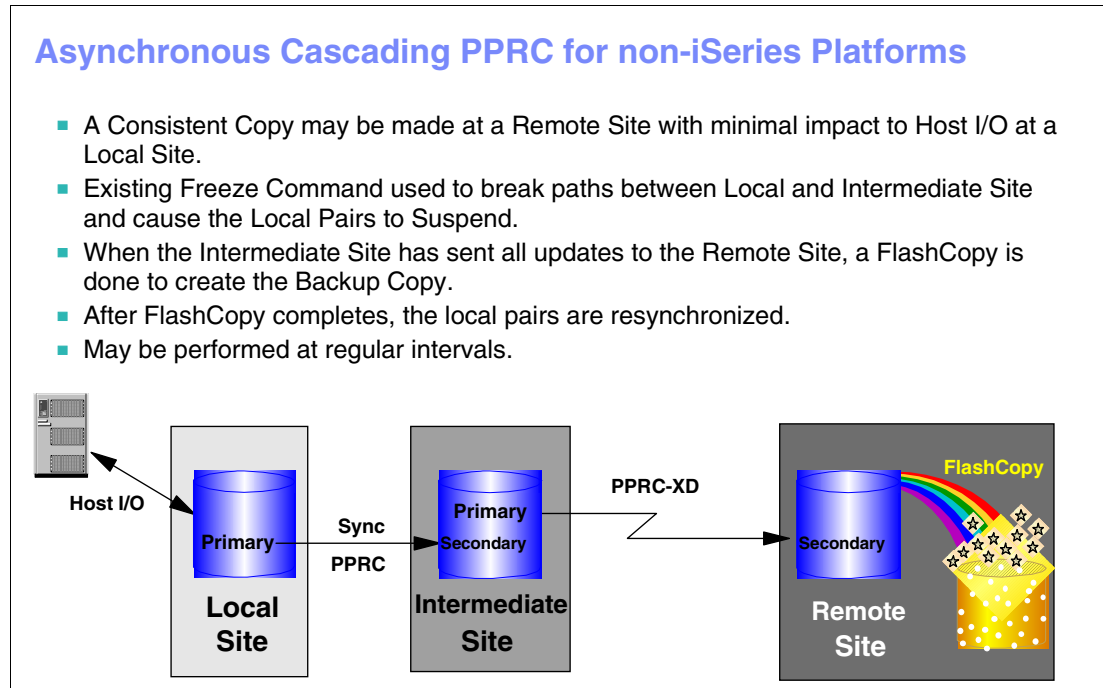 Asynchronous Cascading PPRC for non-iSeries Platforms
A Consistent Copy may be made at a Remote Site with minimal impact to Host I/O at a
Local Site.
Existing Freeze Command used to break paths between Local and Intermediate Site
and cause the Local Pairs to Suspend.
When the Intermediate Site has sent all updates to the Remote Site, a FlashCopy is
done to create the Backup Copy.
After FlashCopy completes, the local pairs are resynchronized.
May be performed at regular intervals.
Host I/O
Primary
Local
Site
Sync
PPRC
Primary
Secondary
Intermediate
Site
PPRC-XD
Secondary
FlashCopy
Remote
Site